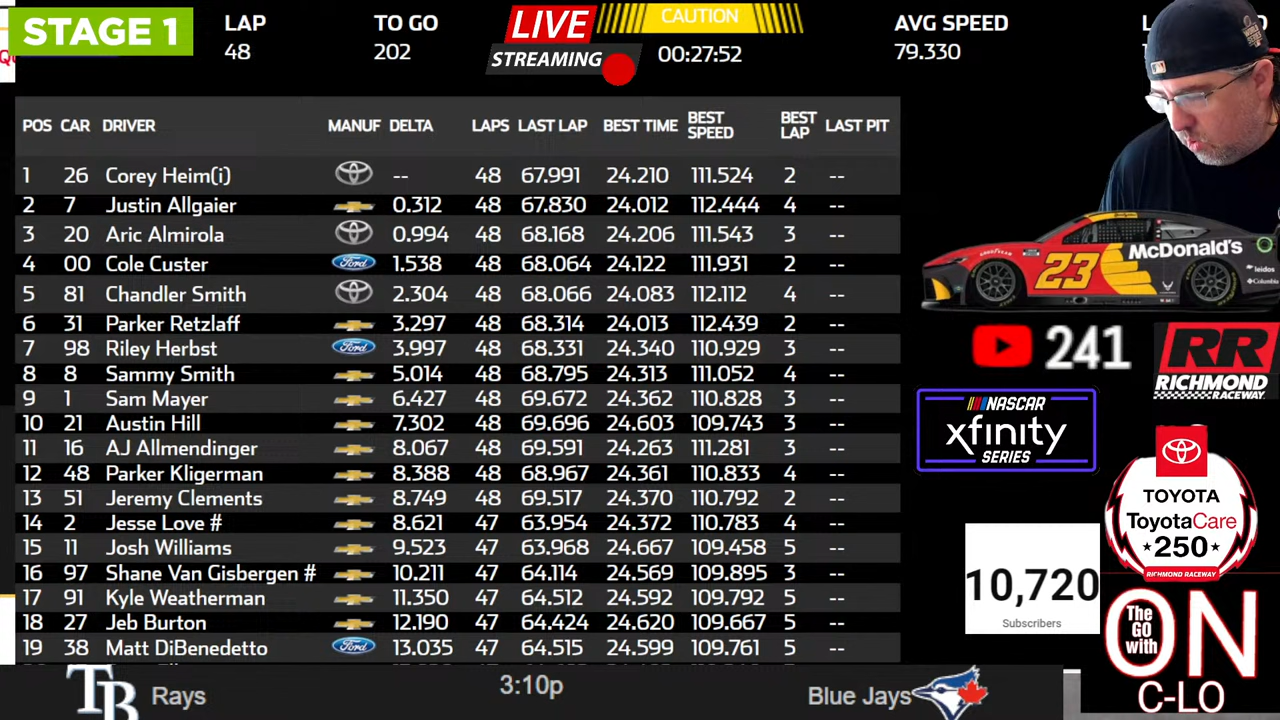 STAGE 1
LAP
48
TO GO
202
LIVE
STREAMING
CAUTION
00:27:52
AVG SPEED
79.330
POS CAR DRIVER MANUF DELTA LAPS LAST LAP BEST TIME BEST SPEED BEST LAP LAST PIT
1 26 Corey Heim(i) -- 48 67.991 24.210 111.524 2 --
2 7 Justin Allgaier 0.312 48 67.830 24.012 112.444 4 --
3 20 Aric Almirola 0.994 48 68.168 24.206 111.543 3 --
4 00 Cole Custer Ford 1.538 48 68.064 24.122 111.931 2 --
5 81 Chandler Smith 2.304 48 68.066 24.083 112.112 4 --
6 31 Parker Retzlaff 3.297 48 68.314 24.013 112.439 2 --
7 98 Riley Herbst Ford 3.997 48 68.331 24.340 110.929 3 --
8 8 Sammy Smith 5.014 48 68.795 24.313 111.052 4 --
9 1 Sam Mayer 6.427 48 69.672 24.362 110.828 3 --
10 21 Austin Hill 7.302 48 69.696 24.603 109.743 3 --
11 16 AJ Allmendinger 8.067 48 69.591 24.263 111.281 3 --
12 48 Parker Kligerman 8.388 48 68.967 24.361 110.833 4 --
13 51 Jeremy Clements 8.749 48 69.517 24.370 110.792 2 --
14 2 Jesse Love # 8.621 47 63.954 24.372 110.783 4 --
15 11 Josh Williams 9.523 47 63.968 24.667 109.458 5 --
16 97 Shane Van Gisbergen # 10.211 47 64.114 24.569 109.895 3 --
17 91 Kyle Weatherman 11.350 47 64.512 24.592 109.792 5 --
18 27 Jeb Burton 12.190 47 64.424 24.620 109.667 5 --
19 38 Matt DiBenedetto Ford 13.035 47 64.515 24.599 109.761 5 --
McDonald's
23
leidos
Columbia
241
RR
RICHMOND
RACEWAY
NASCAR
xfinity
SERIES
TOYOTA
ToyotaCare
250
RICHMOND RACEWAY
10,720
Subscribers
The GO with
ON
C-LO
TB Rays
3:10p
Blue Jays